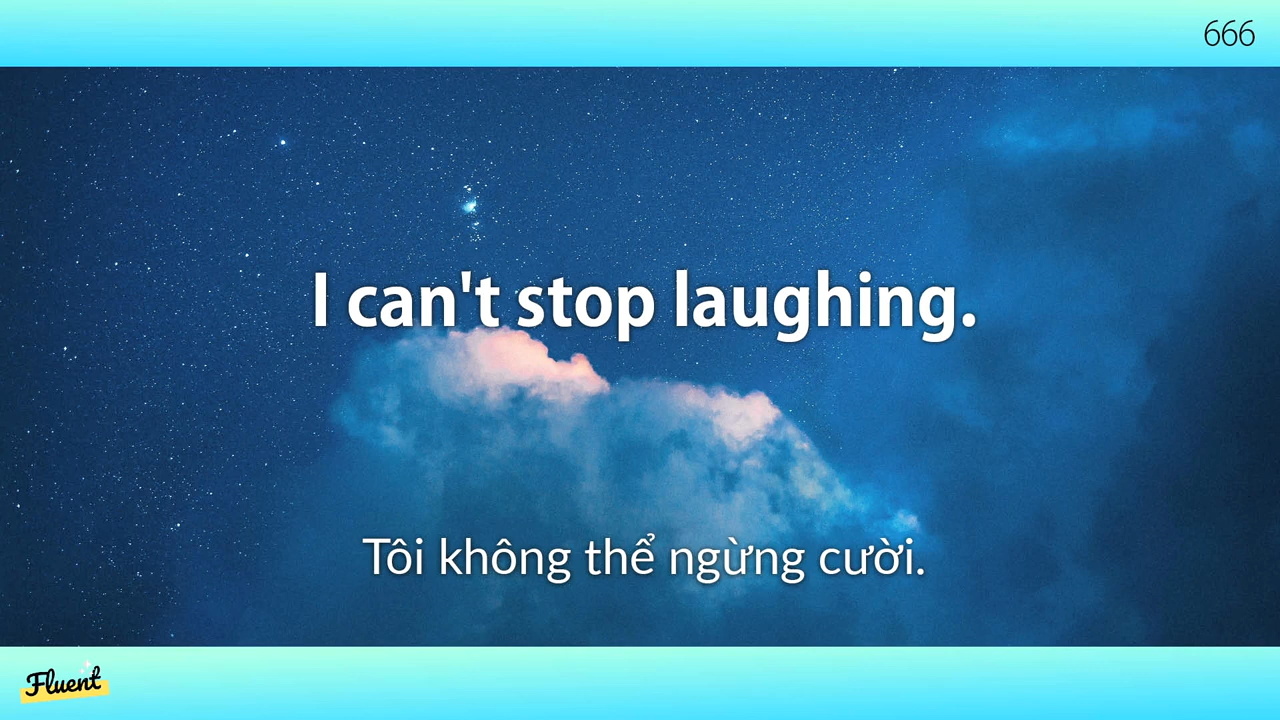 666
I can't stop laughing.
Tôi không thể ngừng cười.
Fluent